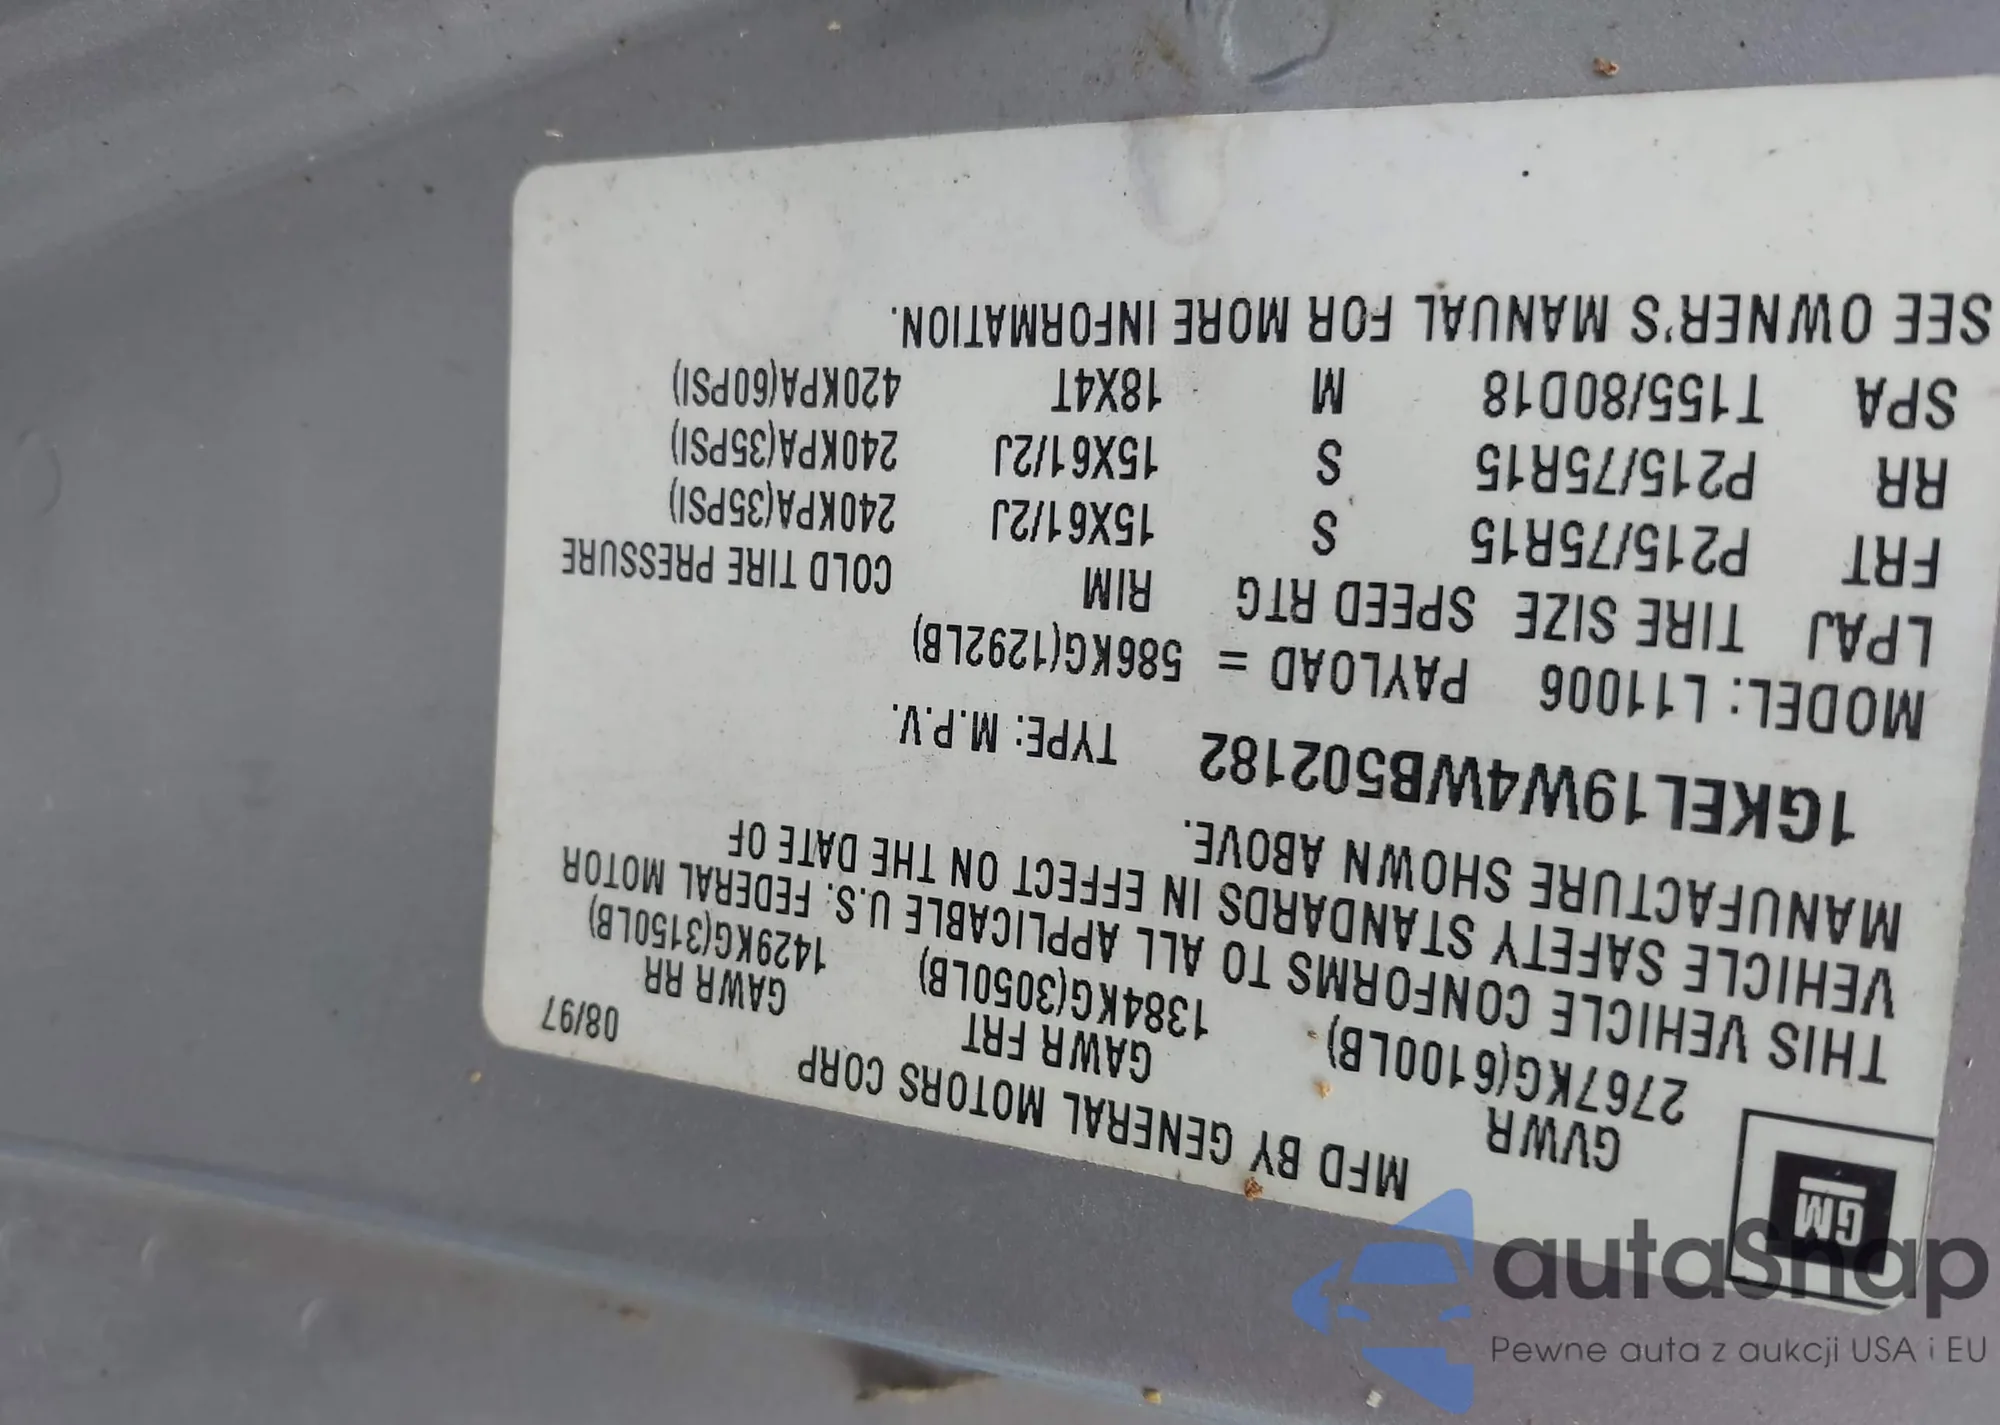 GM
MFD BY GENERAL MOTORS CORP 08/97
GVWR GAWR FRT GAWR RR
2767KG(6100LB) 1384KG(3050LB) 1429KG(3150LB)
THIS VEHICLE CONFORMS TO ALL APPLICABLE U.S. FEDERAL MOTOR
VEHICLE SAFETY STANDARDS IN EFFECT ON THE DATE OF
MANUFACTURE SHOWN ABOVE.
1GKEL19W4WB502182 TYPE: M.P.V.
MODEL: L11006 PAYLOAD = 586KG(1292LB)
LPAJ TIRE SIZE SPEED RTG RIM COLD TIRE PRESSURE
FRT P215/75R15 S 15X61/2J 240KPA(35PSI)
RR P215/75R15 S 15X61/2J 240KPA(35PSI)
SPA T155/80D18 M 18X4T 420KPA(60PSI)
SEE OWNER'S MANUAL FOR MORE INFORMATION.
autaSnap
Pewne auta z aukcji USA i EU